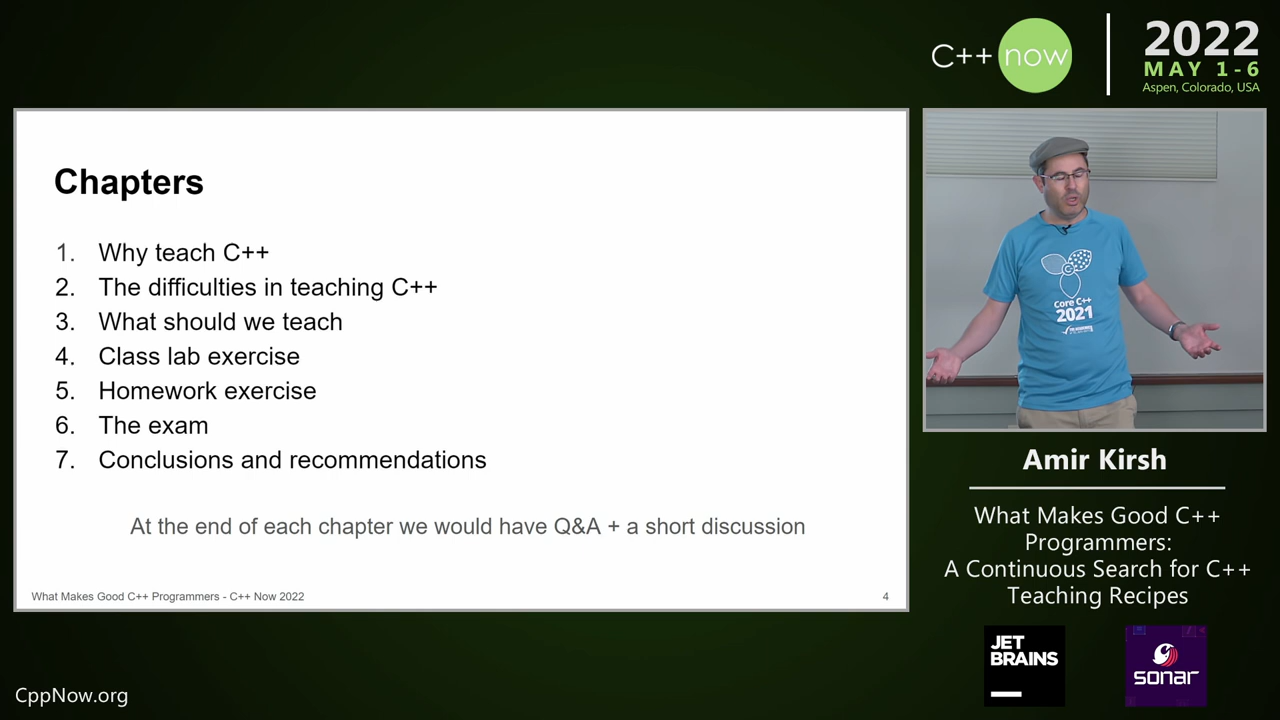 C++ now
2022
MAY 1-6
Aspen, Colorado, USA
Chapters
1. Why teach C++
2. The difficulties in teaching C++
3. What should we teach
4. Class lab exercise
5. Homework exercise
6. The exam
7. Conclusions and recommendations
At the end of each chapter we would have Q&A + a short discussion
What Makes Good C++ Programmers - C++ Now 2022
4
C++
Core C++
2021
Amir Kirsh
What Makes Good C++
Programmers:
A Continuous Search for C++
Teaching Recipes
JET
BRAINS
sonar
CppNow.org